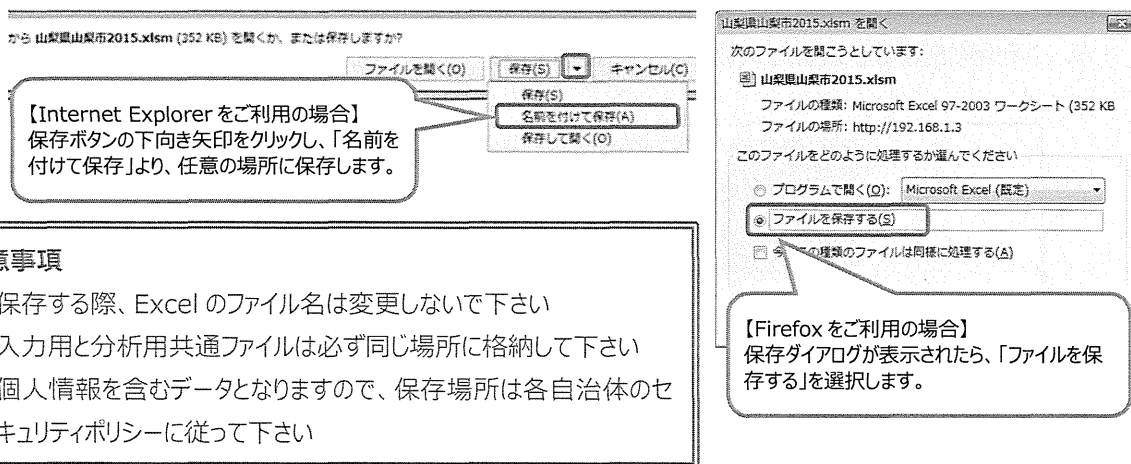 から 山梨県山梨市2015.xlsm (352 KB) を開くか、または保存しますか?
ファイルを開く(O)
保存(S)
キャンセル(C)
保存(S)
名前を付けて保存(A)
保存して開く(O)
【Internet Explorer をご利用の場合】
保存ボタンの下向き矢印をクリックし、「名前を
付けて保存」より、任意の場所に保存します。
意事項
保存する際、Excel のファイル名は変更しないで下さい
入力用と分析用共通ファイルは必ず同じ場所に格納して下さい
個人情報を含むデータとなりますので、保存場所は各自治体のセ
キュリティポリシーに従って下さい
山梨県山梨市2015.xlsm を開く
次のファイルを開こうとしています:
山梨県山梨市2015.xlsm
ファイルの種類: Microsoft Excel 97-2003 ワークシート (352 KB
ファイルの場所: http://192.168.1.3
このファイルをどのように処理するか選んでください
プログラムで開く(O): Microsoft Excel (既定)
ファイルを保存する(S)
の種類のファイルは同様に処理する(A)
【Firefox をご利用の場合】
保存ダイアログが表示されたら、「ファイルを保
存する」を選択します。